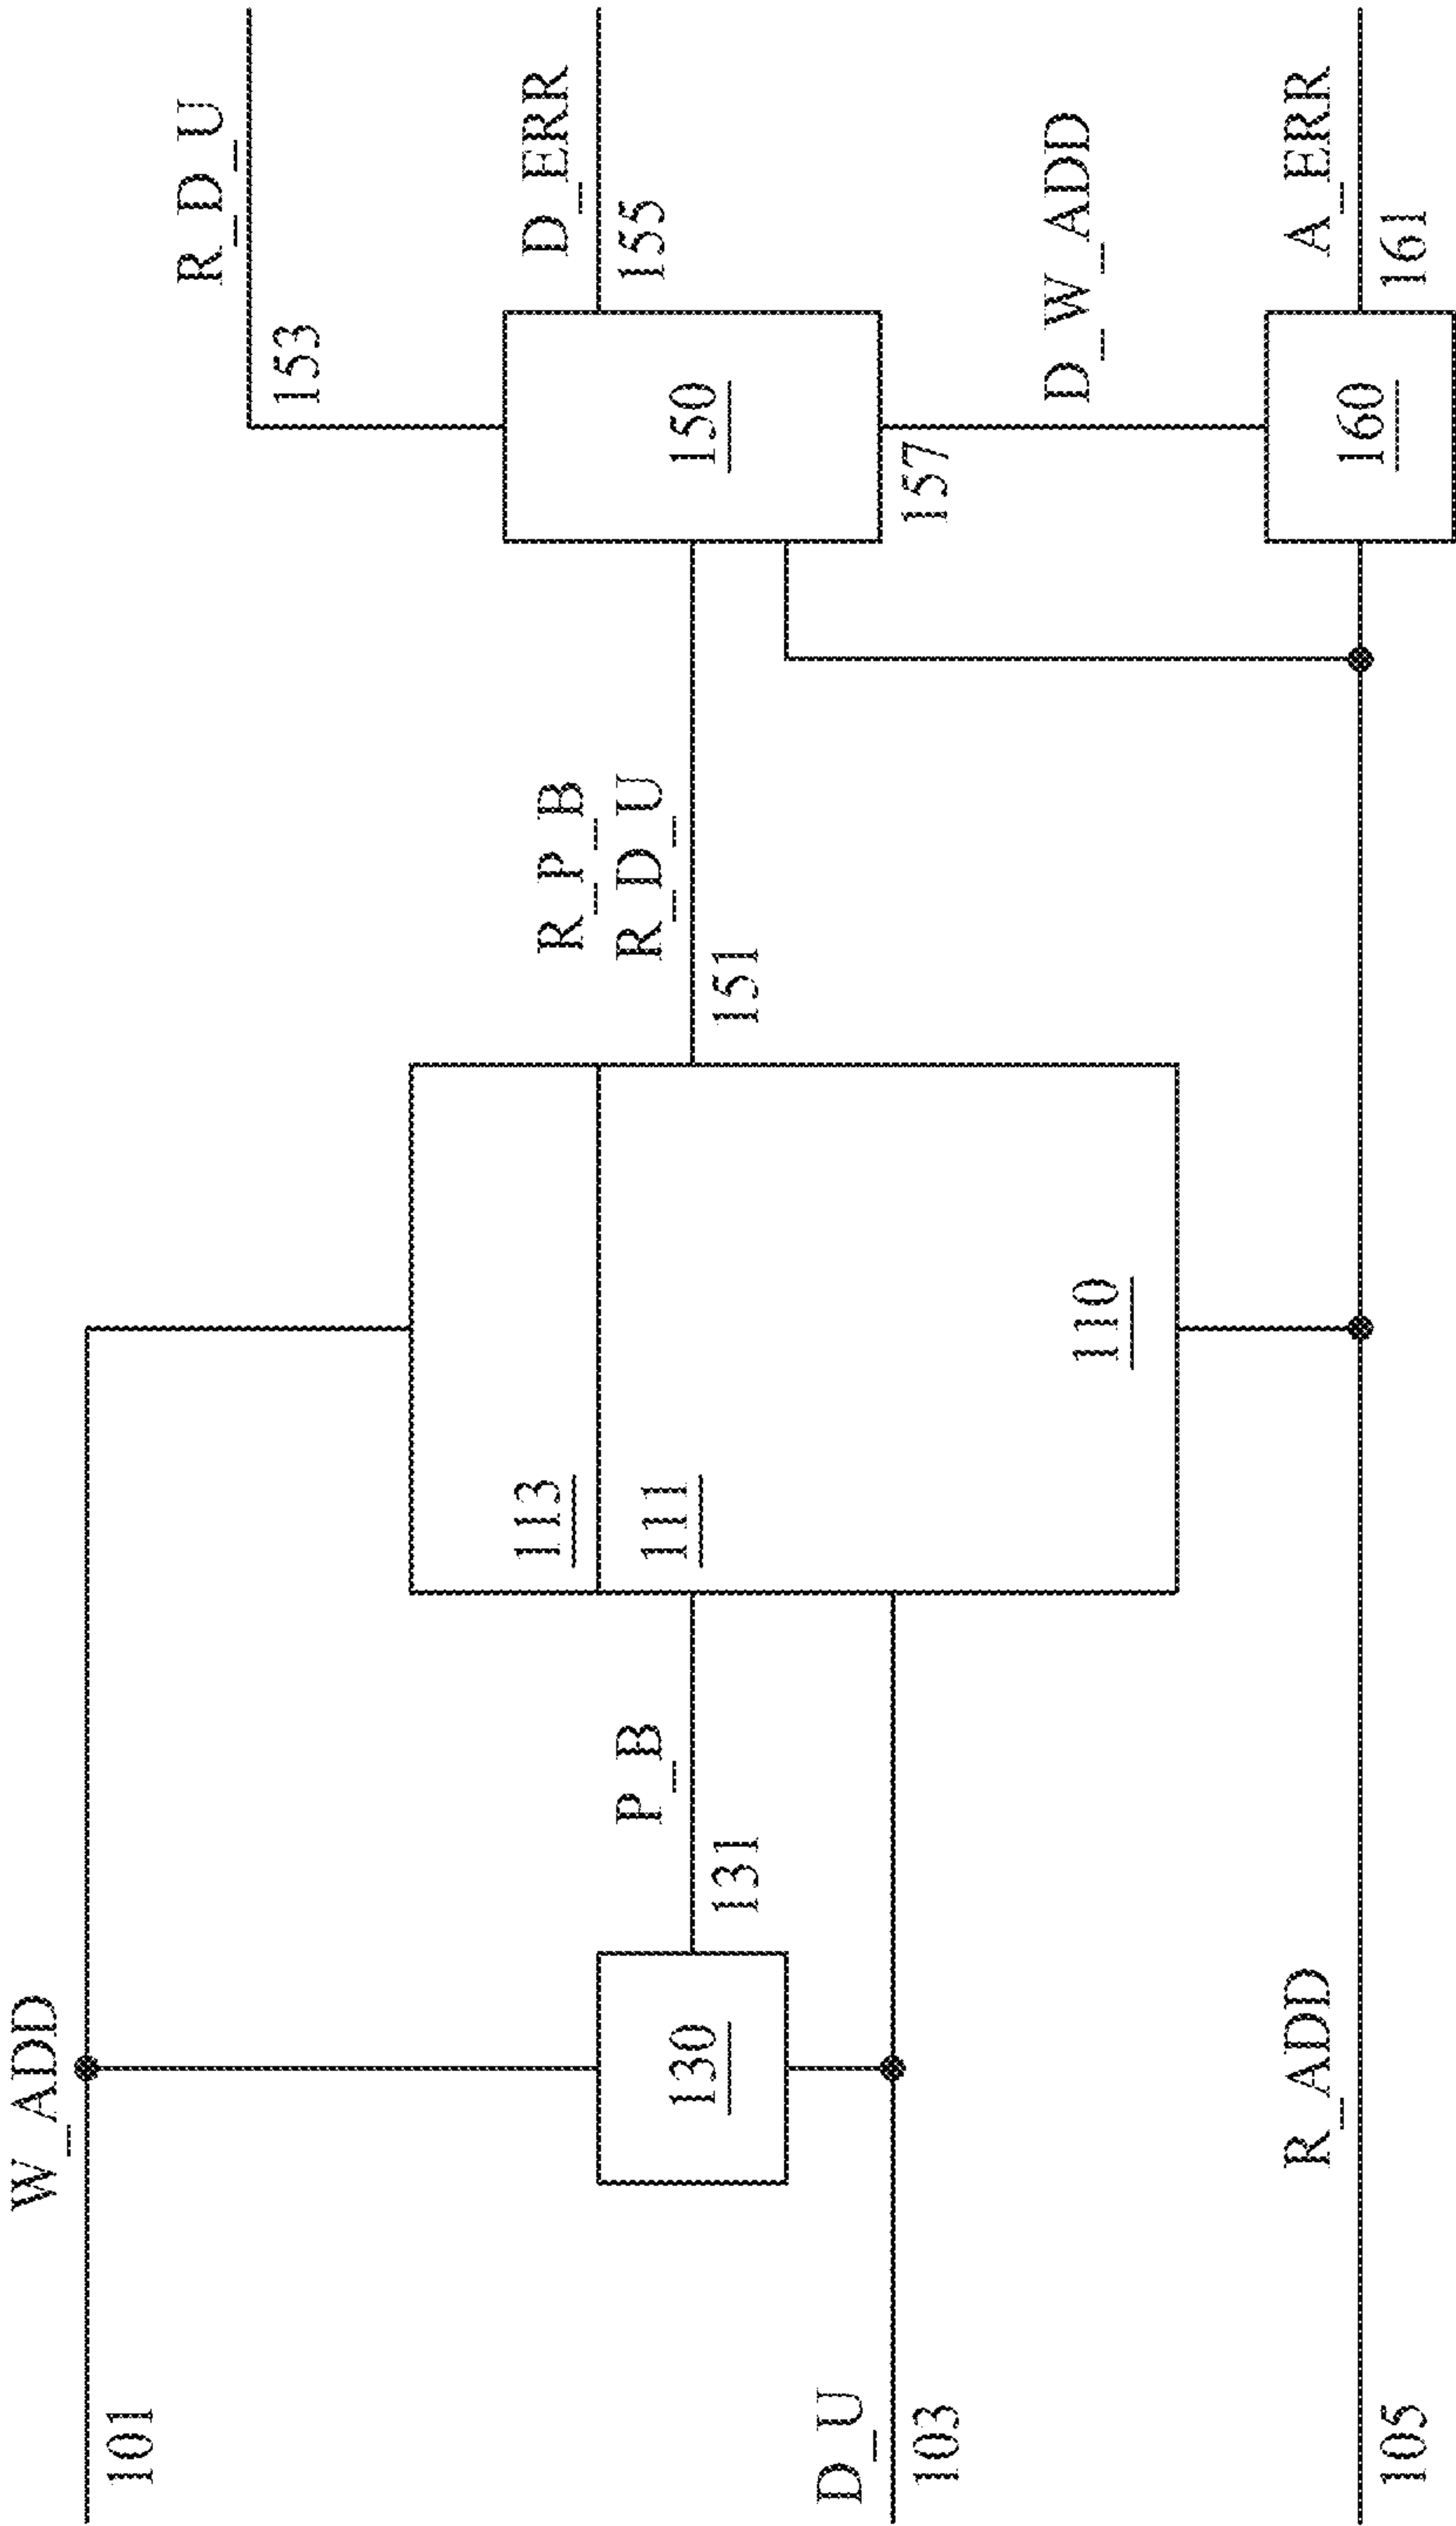 W_ADD
101
R_D_U
153
113
R_P_B
R_D_U
151
D_ERR
155
P_B
131
111
130
150
D_U
103
157
110
D_W_ADD
R_ADD
105
160
A_ERR
161